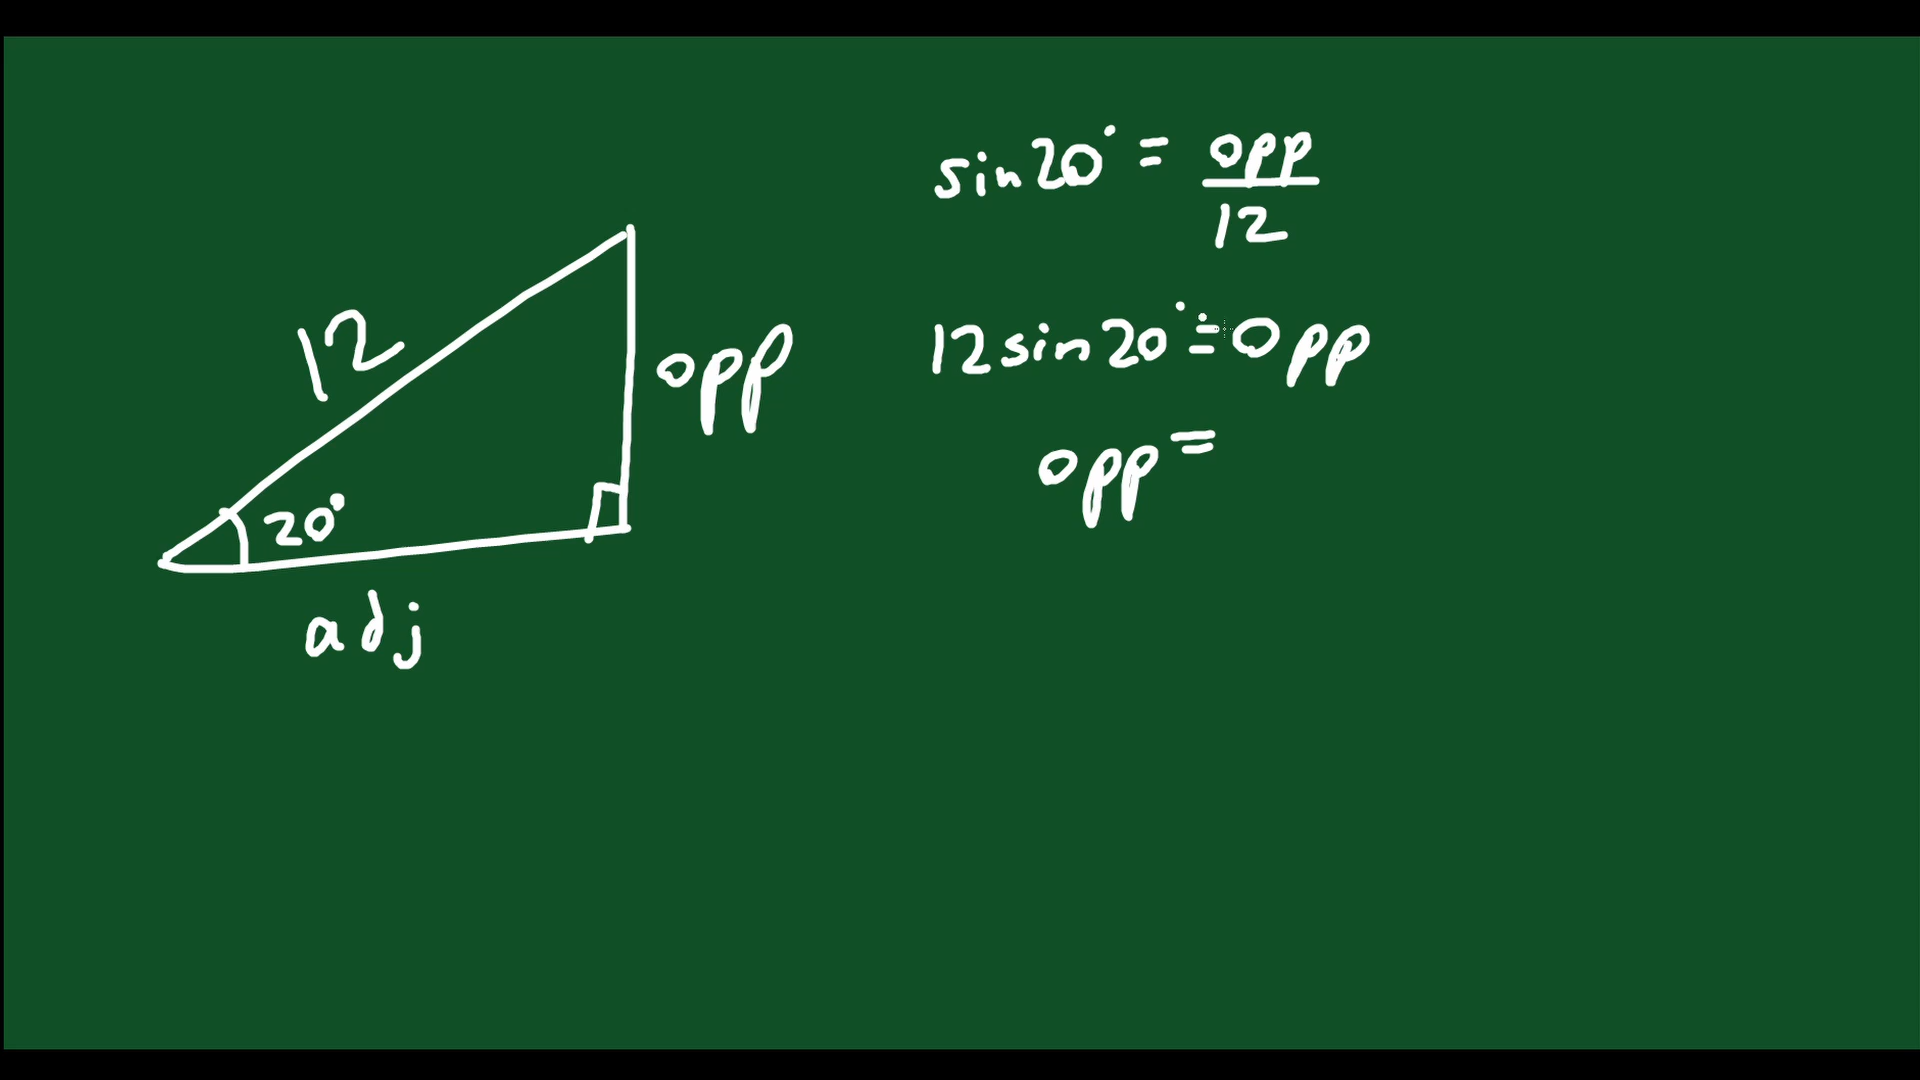 12
opp
20°
adj
sin20° = opp/12
12sin20° = opp
opp =